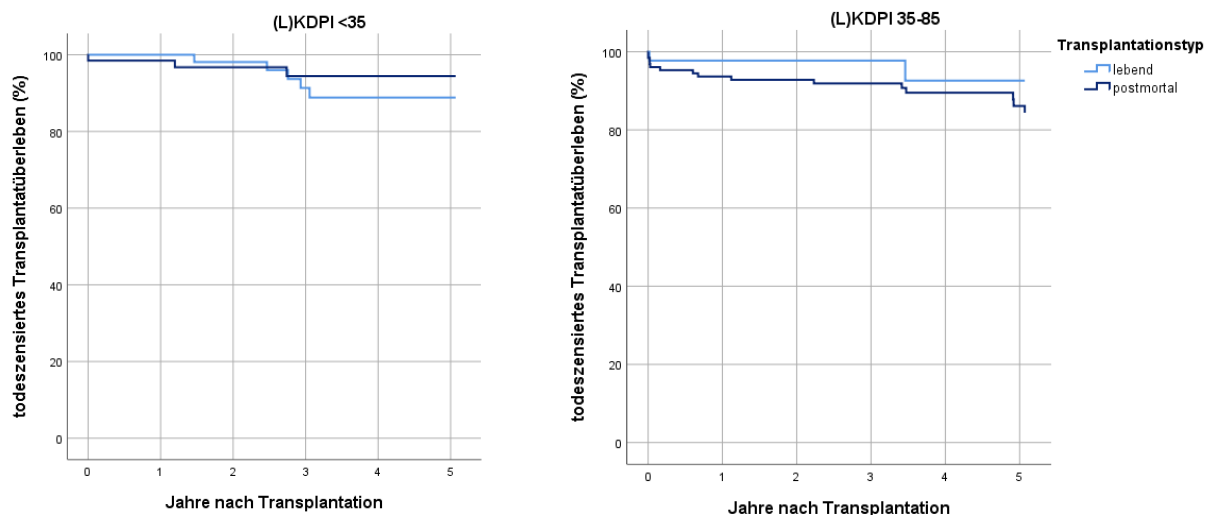 (L)KDPI <35
todeszensiertes Transplantatüberleben (%)
100
80
60
40
20
0
0 1 2 3 4 5
Jahre nach Transplantation
(L)KDPI 35-85
todeszensiertes Transplantatüberleben (%)
100
80
60
40
20
0
0 1 2 3 4 5
Jahre nach Transplantation
Transplantationstyp
lebend
postmortal